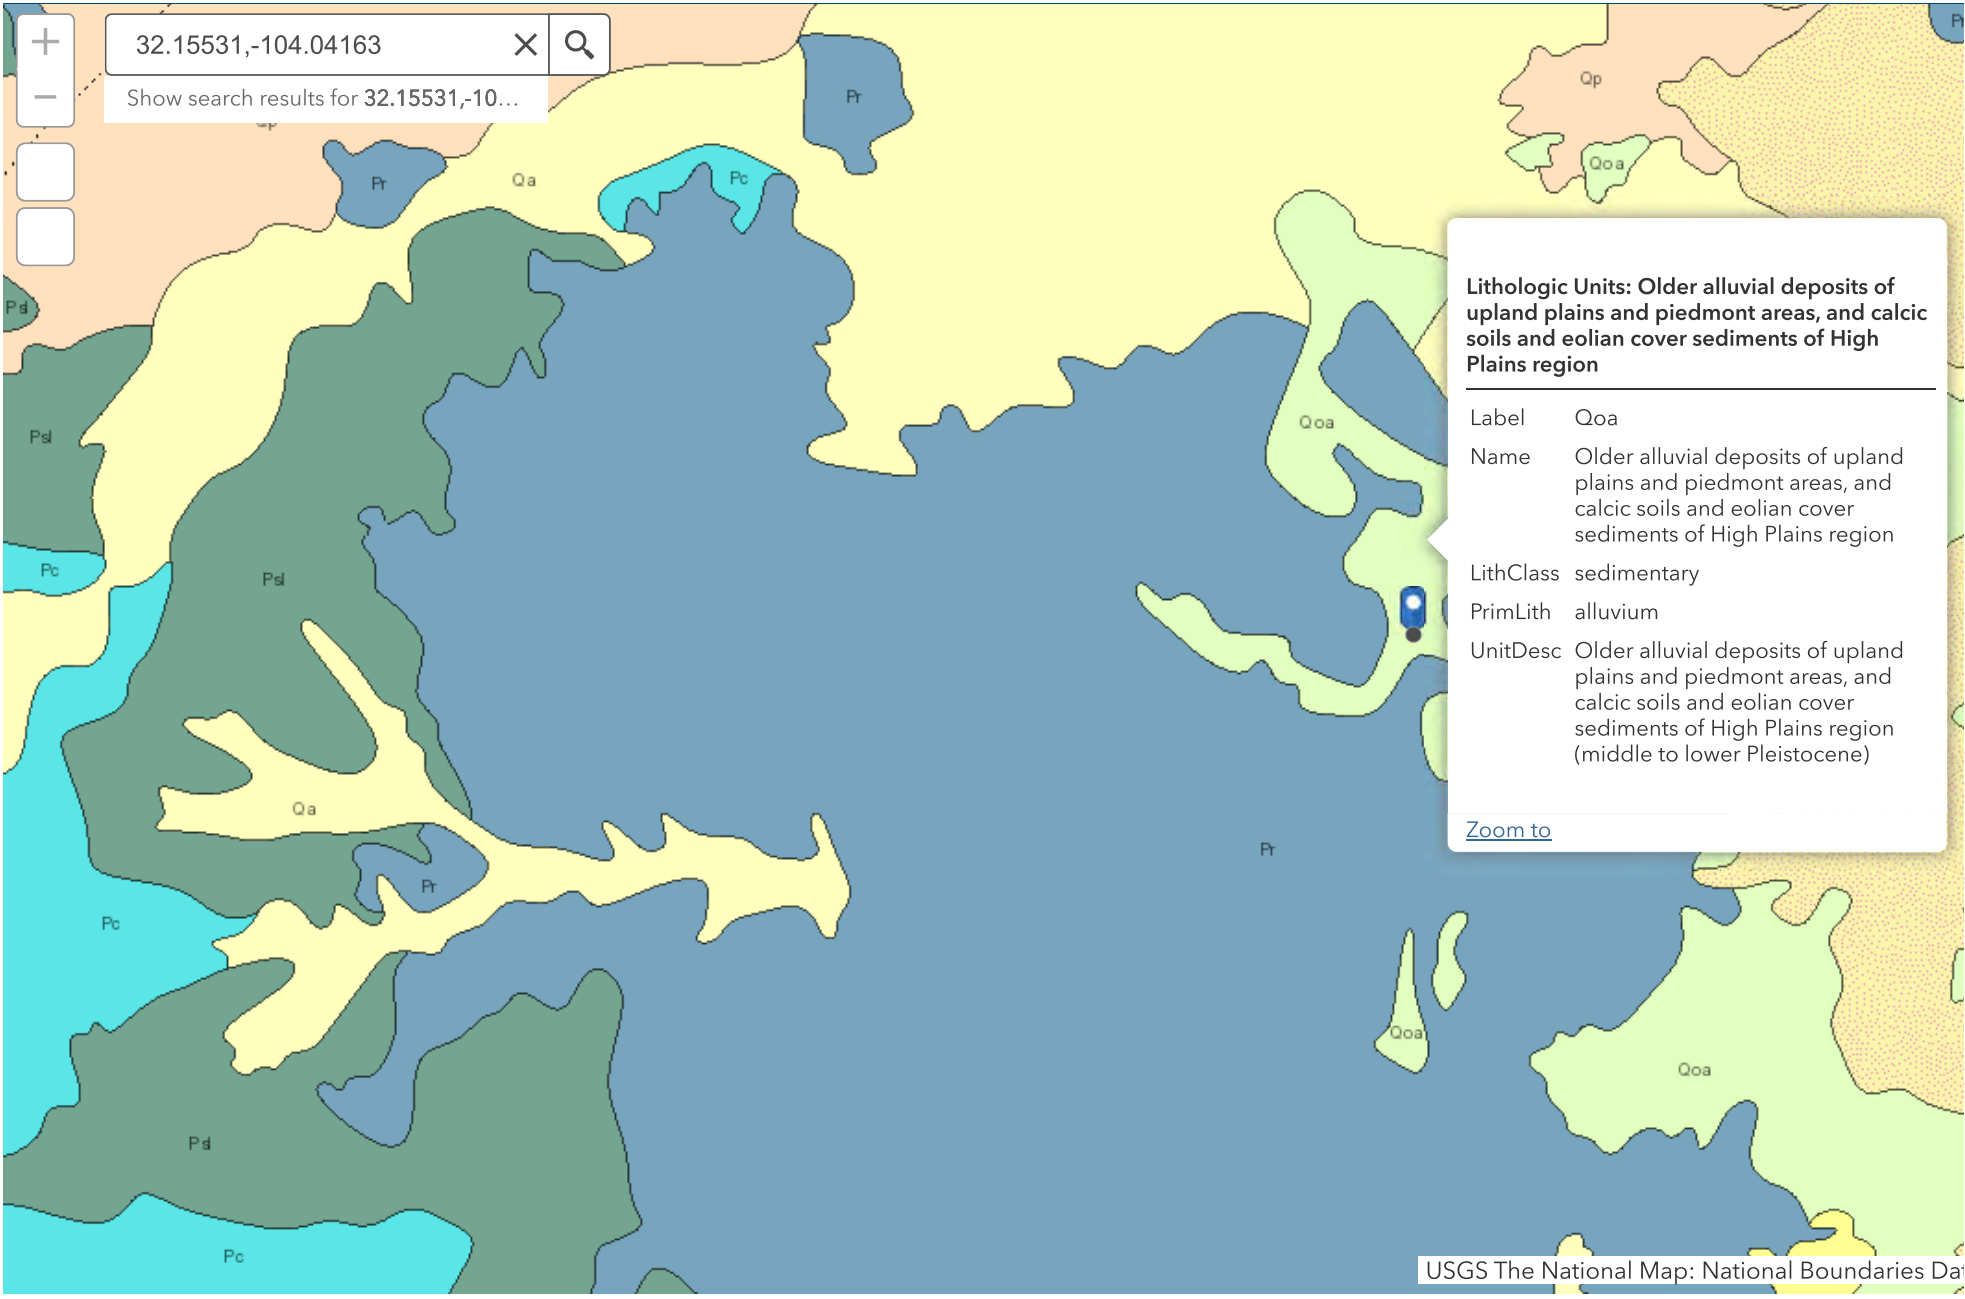 32.15531,-104.04163
Show search results for 32.15531,-10...
Qp
Pr
Qp
Pr
Pc
Qoa
Pr
Qa
Psl
Lithologic Units: Older alluvial deposits of
upland plains and piedmont areas, and calcic
soils and eolian cover sediments of High
Plains region
Label Qoa
Name Older alluvial deposits of upland
plains and piedmont areas, and
calcic soils and eolian cover
sediments of High Plains region
LithClass sedimentary
PrimLith alluvium
UnitDesc Older alluvial deposits of upland
plains and piedmont areas, and
calcic soils and eolian cover
sediments of High Plains region
(middle to lower Pleistocene)
Zoom to
Qoa
Psl
Pc
Psl
Qa
Pr
Pr
Pc
Qoa
Qoa
Psl
Pc
USGS The National Map: National Boundaries Dat